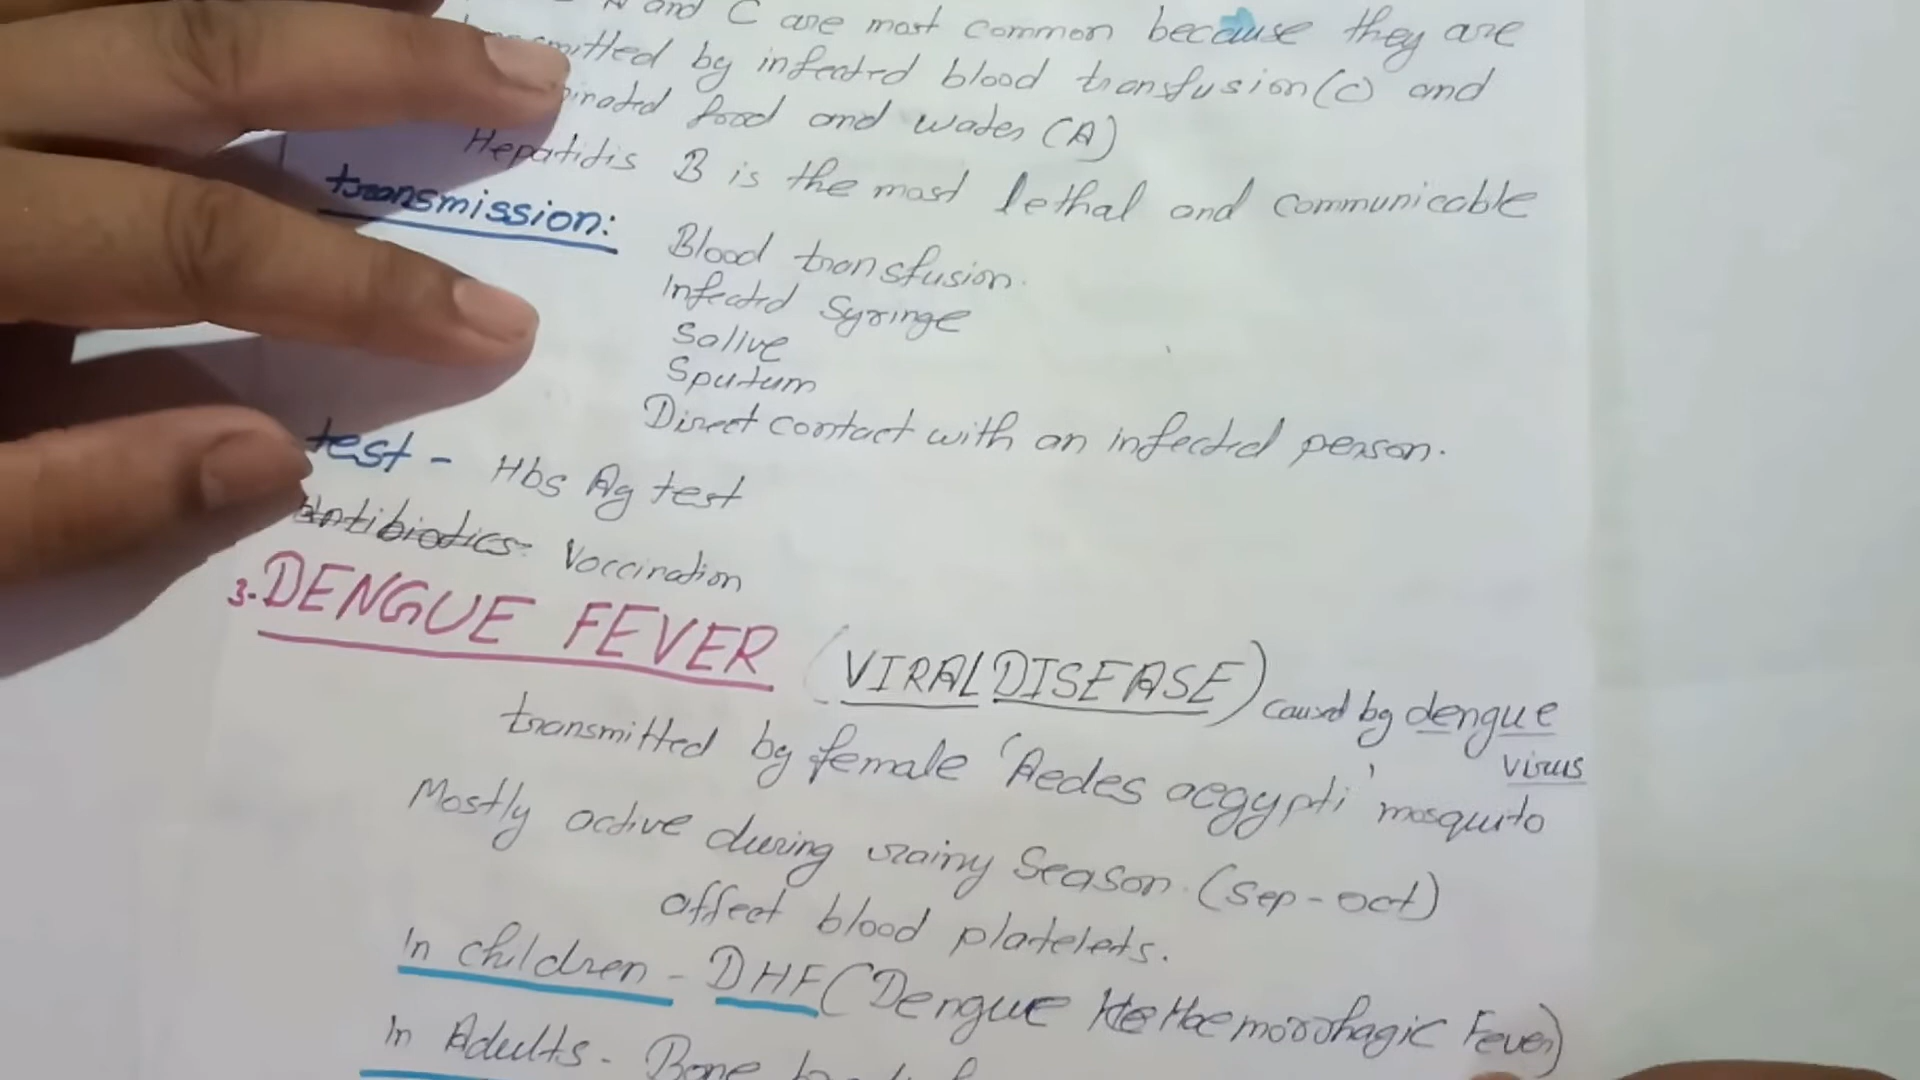 and C are most common because they are
by infected blood transfusion(C) and
food and water (A)
Hepatitis B is the most lethal and communicable
transmission:
Blood transfusion.
Infected Syringe
Salive
Sputum
Direct contact with an infected person.
test - Hbs Ag test
Antibiotics- Vaccination
3. DENGUE FEVER (VIRAL DISEASE) caused by dengue
virus
transmitted by female 'Aedes aegypti' mosquito
Mostly active during rainy Season. (Sep-oct)
affect blood platelets.
In children - DHF (Dengue Haemorrhagic Fever)
In Adults - Bone